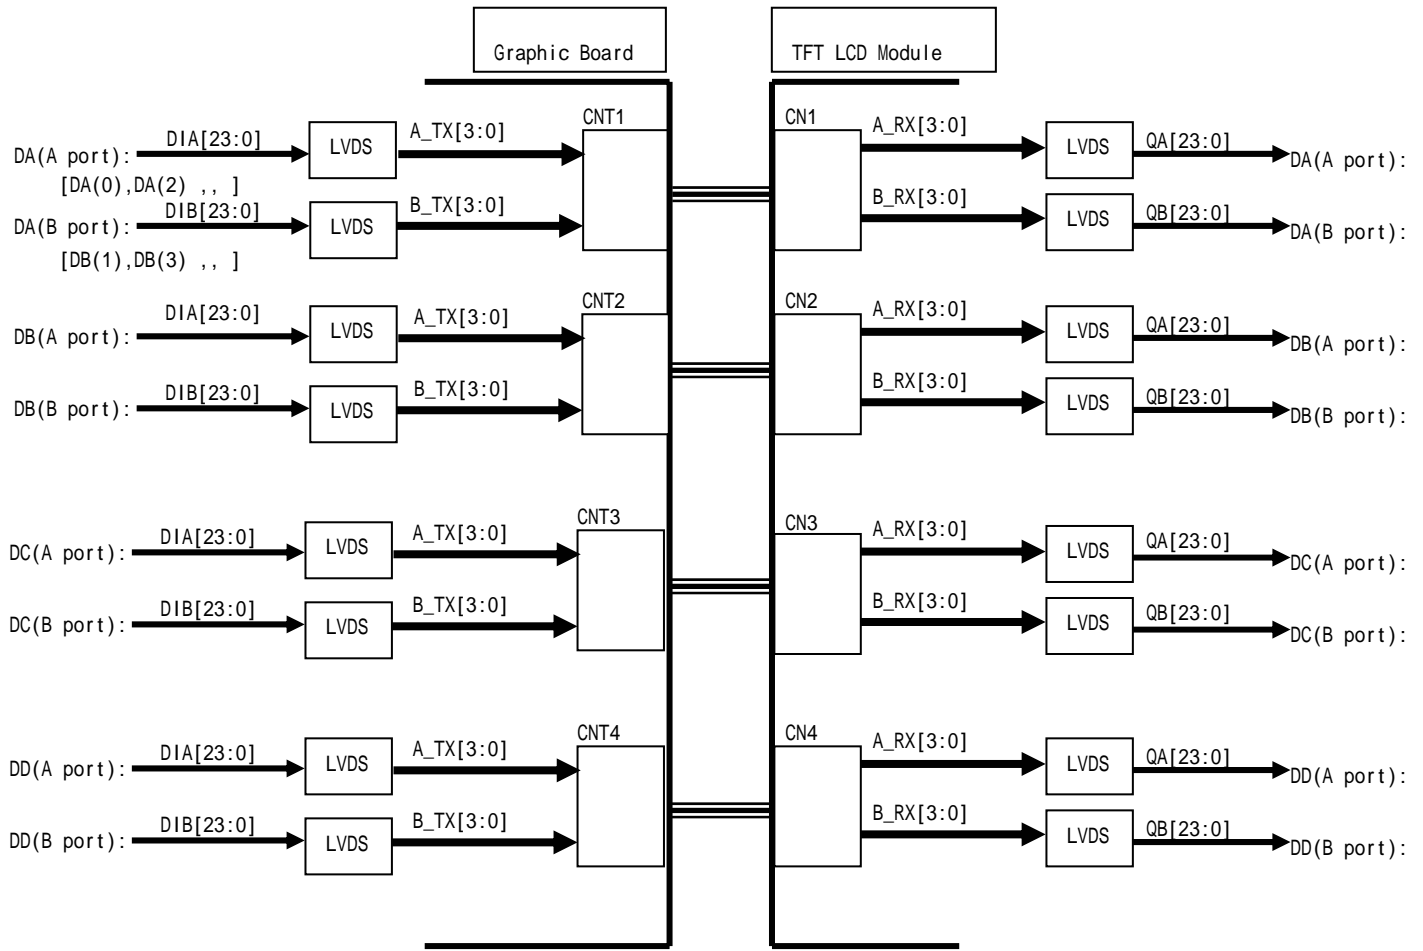 Graphic Board
TFT LCD Module
CNT1
CN1
DA(A port):
DIA[23:0]
LVDS
A_TX[3:0]
A_RX[3:0]
LVDS
QA[23:0]
DA(A port):
[DA(0),DA(2) ,, ]
DA(B port):
DIB[23:0]
LVDS
B_TX[3:0]
B_RX[3:0]
LVDS
QB[23:0]
DA(B port):
[DB(1),DB(3) ,, ]
CNT2
CN2
DB(A port):
DIA[23:0]
LVDS
A_TX[3:0]
A_RX[3:0]
LVDS
QA[23:0]
DB(A port):
DB(B port):
DIB[23:0]
LVDS
B_TX[3:0]
B_RX[3:0]
LVDS
QB[23:0]
DB(B port):
CNT3
CN3
DC(A port):
DIA[23:0]
LVDS
A_TX[3:0]
A_RX[3:0]
LVDS
QA[23:0]
DC(A port):
DC(B port):
DIB[23:0]
LVDS
B_TX[3:0]
B_RX[3:0]
LVDS
QB[23:0]
DC(B port):
CNT4
CN4
DD(A port):
DIA[23:0]
LVDS
A_TX[3:0]
A_RX[3:0]
LVDS
QA[23:0]
DD(A port):
DD(B port):
DIB[23:0]
LVDS
B_TX[3:0]
B_RX[3:0]
LVDS
QB[23:0]
DD(B port):